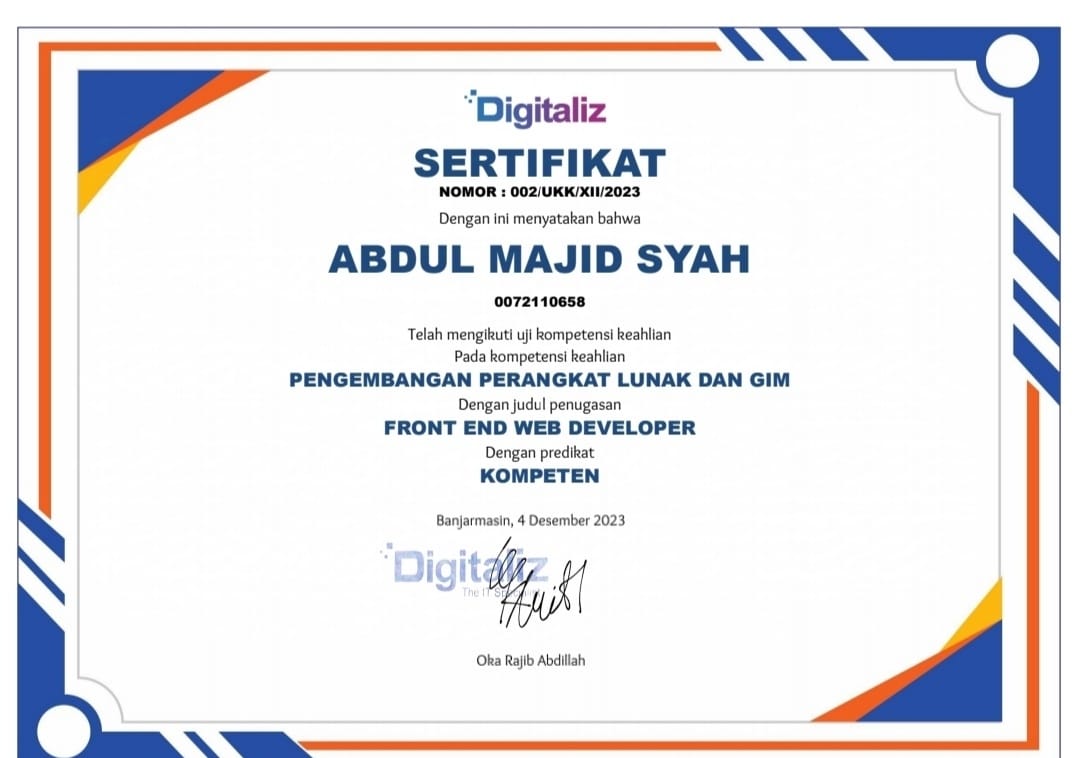 Digitaliz
SERTIFIKAT
NOMOR : 002/UKK/XII/2023
Dengan ini menyatakan bahwa
ABDUL MAJID SYAH
0072110658
Telah mengikuti uji kompetensi keahlian
Pada kompetensi keahlian
PENGEMBANGAN PERANGKAT LUNAK DAN GIM
Dengan judul penugasan
FRONT END WEB DEVELOPER
Dengan predikat
KOMPETEN
Banjarmasin, 4 Desember 2023
Digitaliz
The IT
Oka Rajib Abdillah